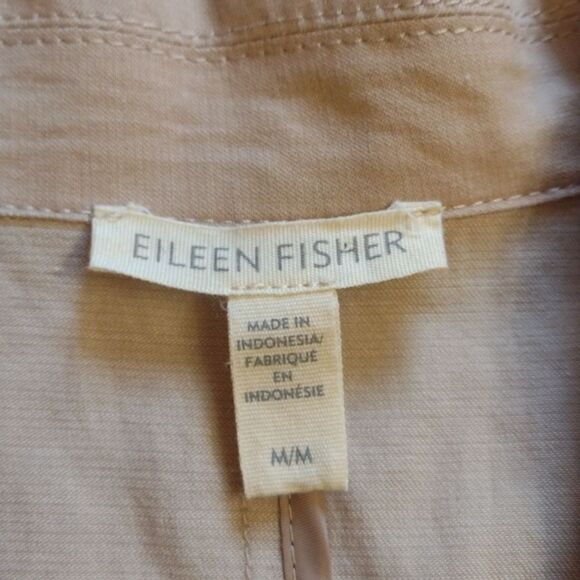 EILEEN FISHER
MADE IN
INDONESIA/
FABRIQUÉ
EN
INDONÉSIE
M/M